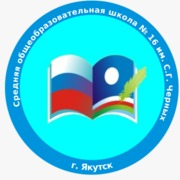 Средняя общеобразовательная школа № 16 им. С.Г. Черных
г. Якутск